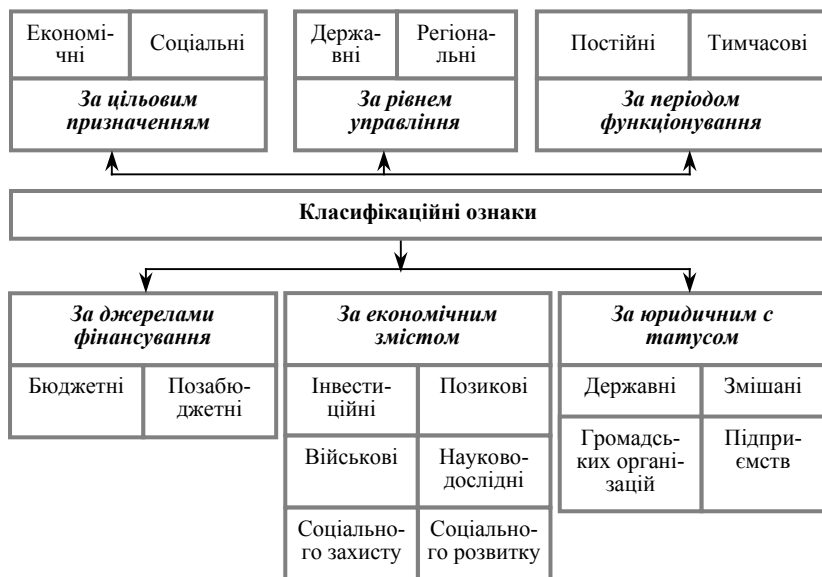 Економі-
чні
Соціальні
За цільовим
призначенням
Держа-
вні
Регіона-
льні
За рівнем
управління
Постійні
Тимчасові
За періодом
функціонування
Класифікаційні ознаки
За джерелами
фінансування
Бюджетні
Позабю-
джетні
За економічним
змістом
Інвести-
ційні
Позикові
Військові
Науково-
дослідні
Соціально-
го захисту
Соціально-
го розвитку
За юридичним с
татусом
Державні
Змішані
Громадсь-
ких органі-
зацій
Підпри-
ємств